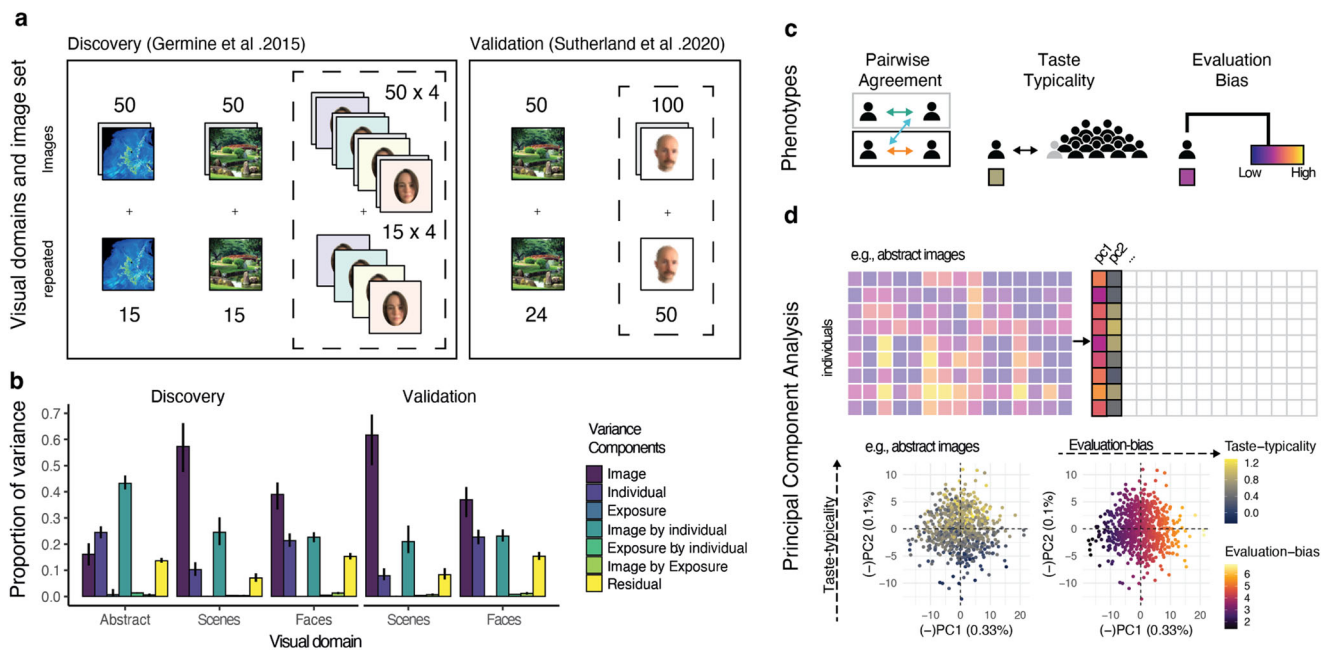 a
Discovery (Germine et al .2015)
Validation (Sutherland et al .2020)
Visual domains and image set
Images
repeated
50
50
50 x 4
50
100
+
+
+
+
+
15
15
15 x 4
24
50
b
Discovery
Validation
Proportion of variance
0.7
0.6
0.5
0.4
0.3
0.2
0.1
0.0
Abstract
Scenes
Faces
Scenes
Faces
Visual domain
Variance
Components
Image
Individual
Exposure
Image by individual
Exposure by individual
Image by Exposure
Residual
c
Phenotypes
Pairwise
Agreement
Taste
Typicality
Evaluation
Bias
Low
High
d
Principal Component Analysis
e.g., abstract images
individuals
pc1
pc2
...
e.g., abstract images
Evaluation-bias
Taste-typicality
(−)PC2 (0.1%)
10
5
0
−5
−10
−10
0
10
20
(−)PC1 (0.33%)
(−)PC2 (0.1%)
10
5
0
−5
−10
−10
0
10
20
(−)PC1 (0.33%)
Taste−typicality
1.2
0.8
0.4
0.0
Evaluation−bias
6
5
4
3
2